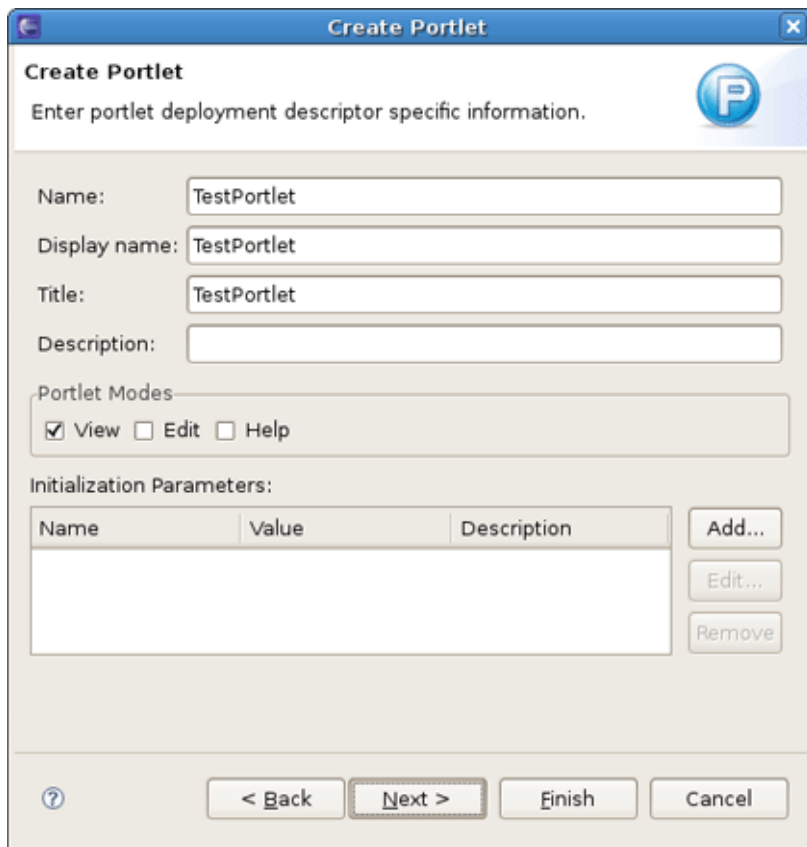 Create Portlet
Create Portlet
Enter portlet deployment descriptor specific information.
P
Name: TestPortlet
Display name: TestPortlet
Title: TestPortlet
Description:
Portlet Modes
View Edit Help
Initialization Parameters:
Name Value Description Add...
Edit...
Remove
? < Back Next > Finish Cancel